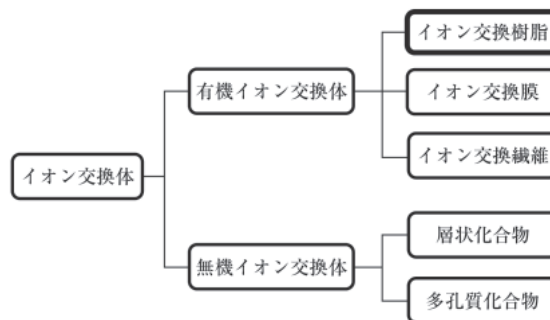 イオン交換体
有機イオン交換体
イオン交換樹脂
イオン交換膜
イオン交換繊維
無機イオン交換体
層状化合物
多孔質化合物